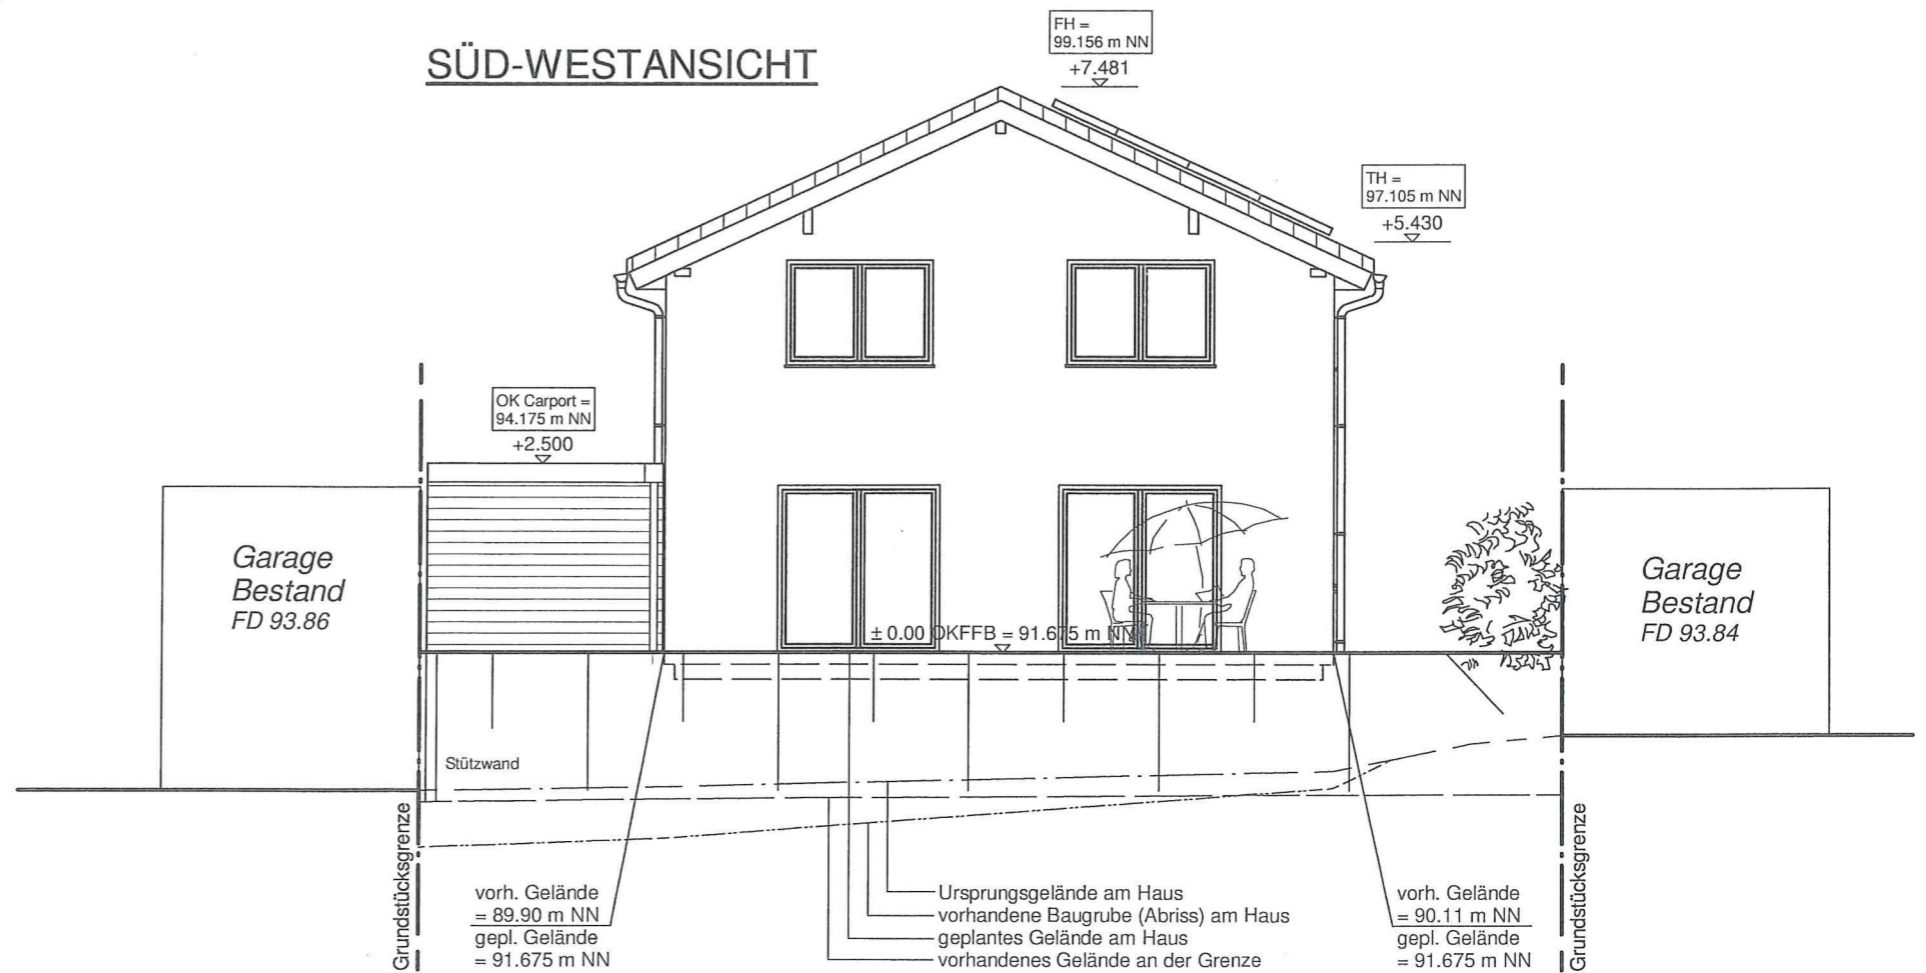 SÜD-WESTANSICHT
FH =
99.156 m NN
+7.481
TH =
97.105 m NN
+5.430
OK Carport =
94.175 m NN
+2.500
Garage
Bestand
FD 93.86
Garage
Bestand
FD 93.84
± 0.00 OKFFB = 91.675 m NN
Stützwand
Grundstücksgrenze
vorh. Gelände
= 89.90 m NN
gepl. Gelände
= 91.675 m NN
Ursprungsgelände am Haus
vorhandene Baugrube (Abriss) am Haus
geplantes Gelände am Haus
vorhandenes Gelände an der Grenze
vorh. Gelände
= 90.11 m NN
gepl. Gelände
= 91.675 m NN
Grundstücksgrenze